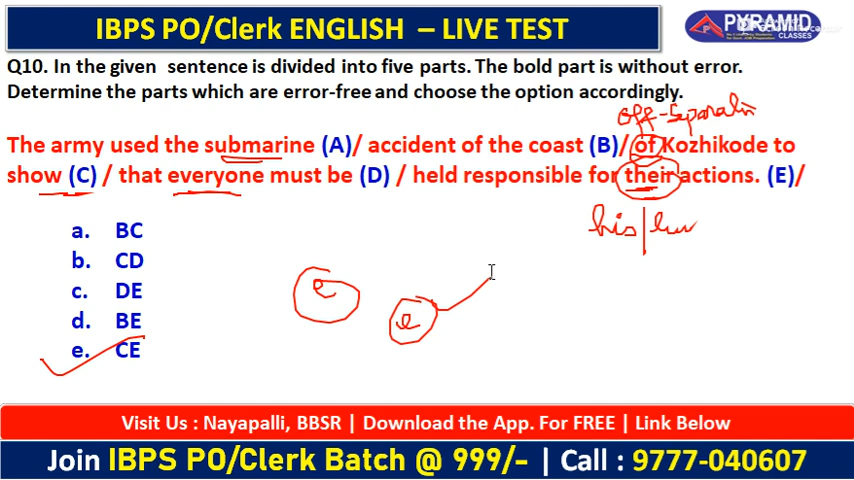 IBPS PO/Clerk ENGLISH – LIVE TEST
PYRAMID
CLASSES
Q10. In the given sentence is divided into five parts. The bold part is without error.
Determine the parts which are error-free and choose the option accordingly.
off-Separatin
The army used the submarine (A)/ accident of the coast (B)/ of Kozhikode to
show (C) / that everyone must be (D) / held responsible for their actions. (E)/
his/her
a. BC
b. CD
c. DE
d. BE
e. CE
e
e
Visit Us : Nayapalli, BBSR | Download the App. For FREE | Link Below
Join IBPS PO/Clerk Batch @ 999/- | Call : 9777-040607